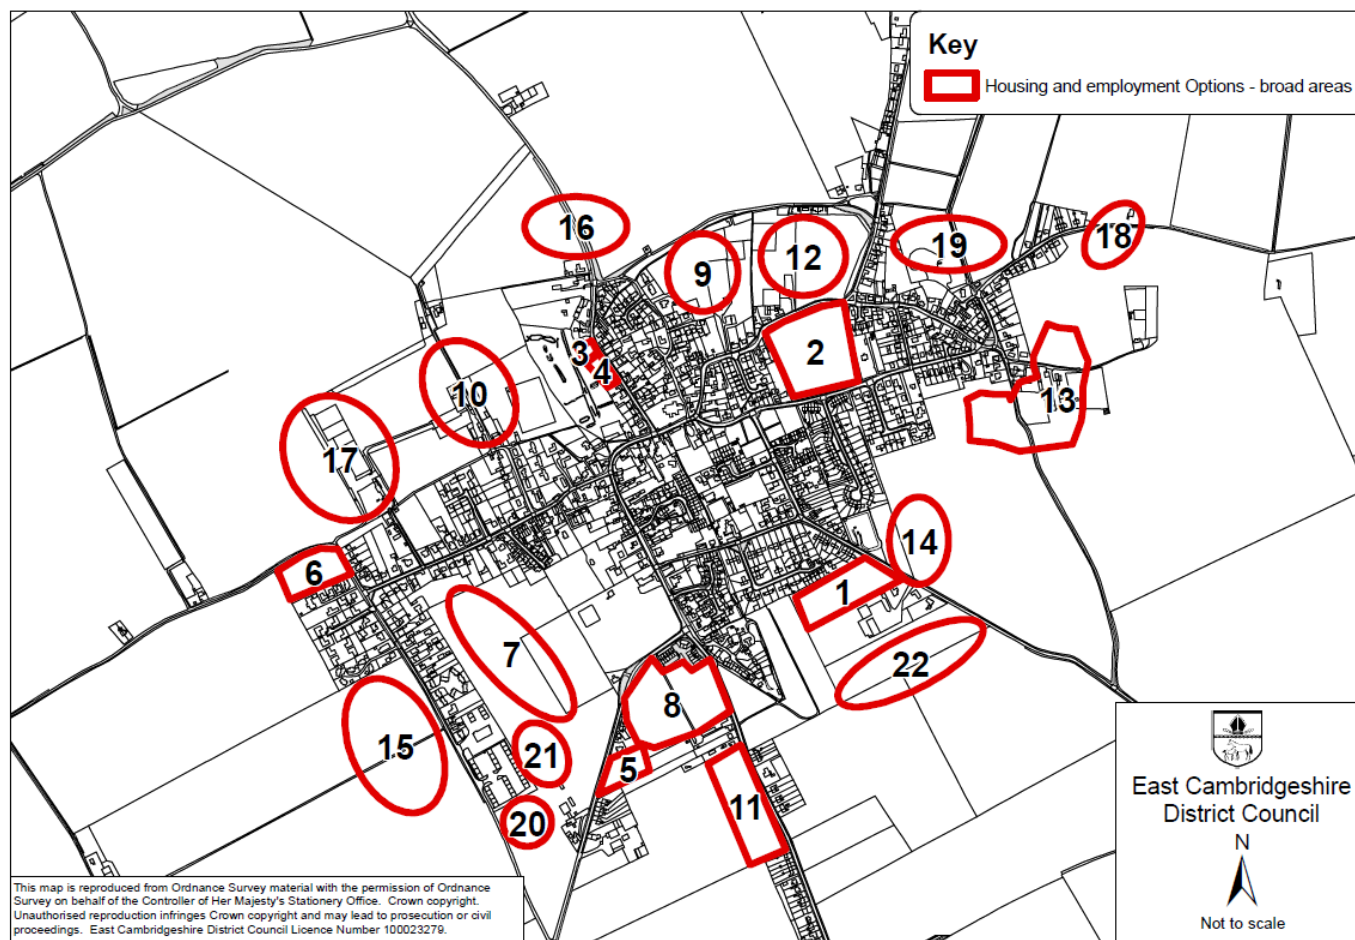 Key
Housing and employment Options - broad areas
16
9
12
19
18
3
4
2
10
13
17
14
6
1
7
22
8
15
21
5
11
20
East Cambridgeshire
District Council
N
Not to scale
This map is reproduced from Ordnance Survey material with the permission of Ordnance
Survey on behalf of the Controller of Her Majesty's Stationery Office. Crown copyright.
Unauthorised reproduction infringes Crown copyright and may lead to prosecution or civil
proceedings. East Cambridgeshire District Council Licence Number 100023279.